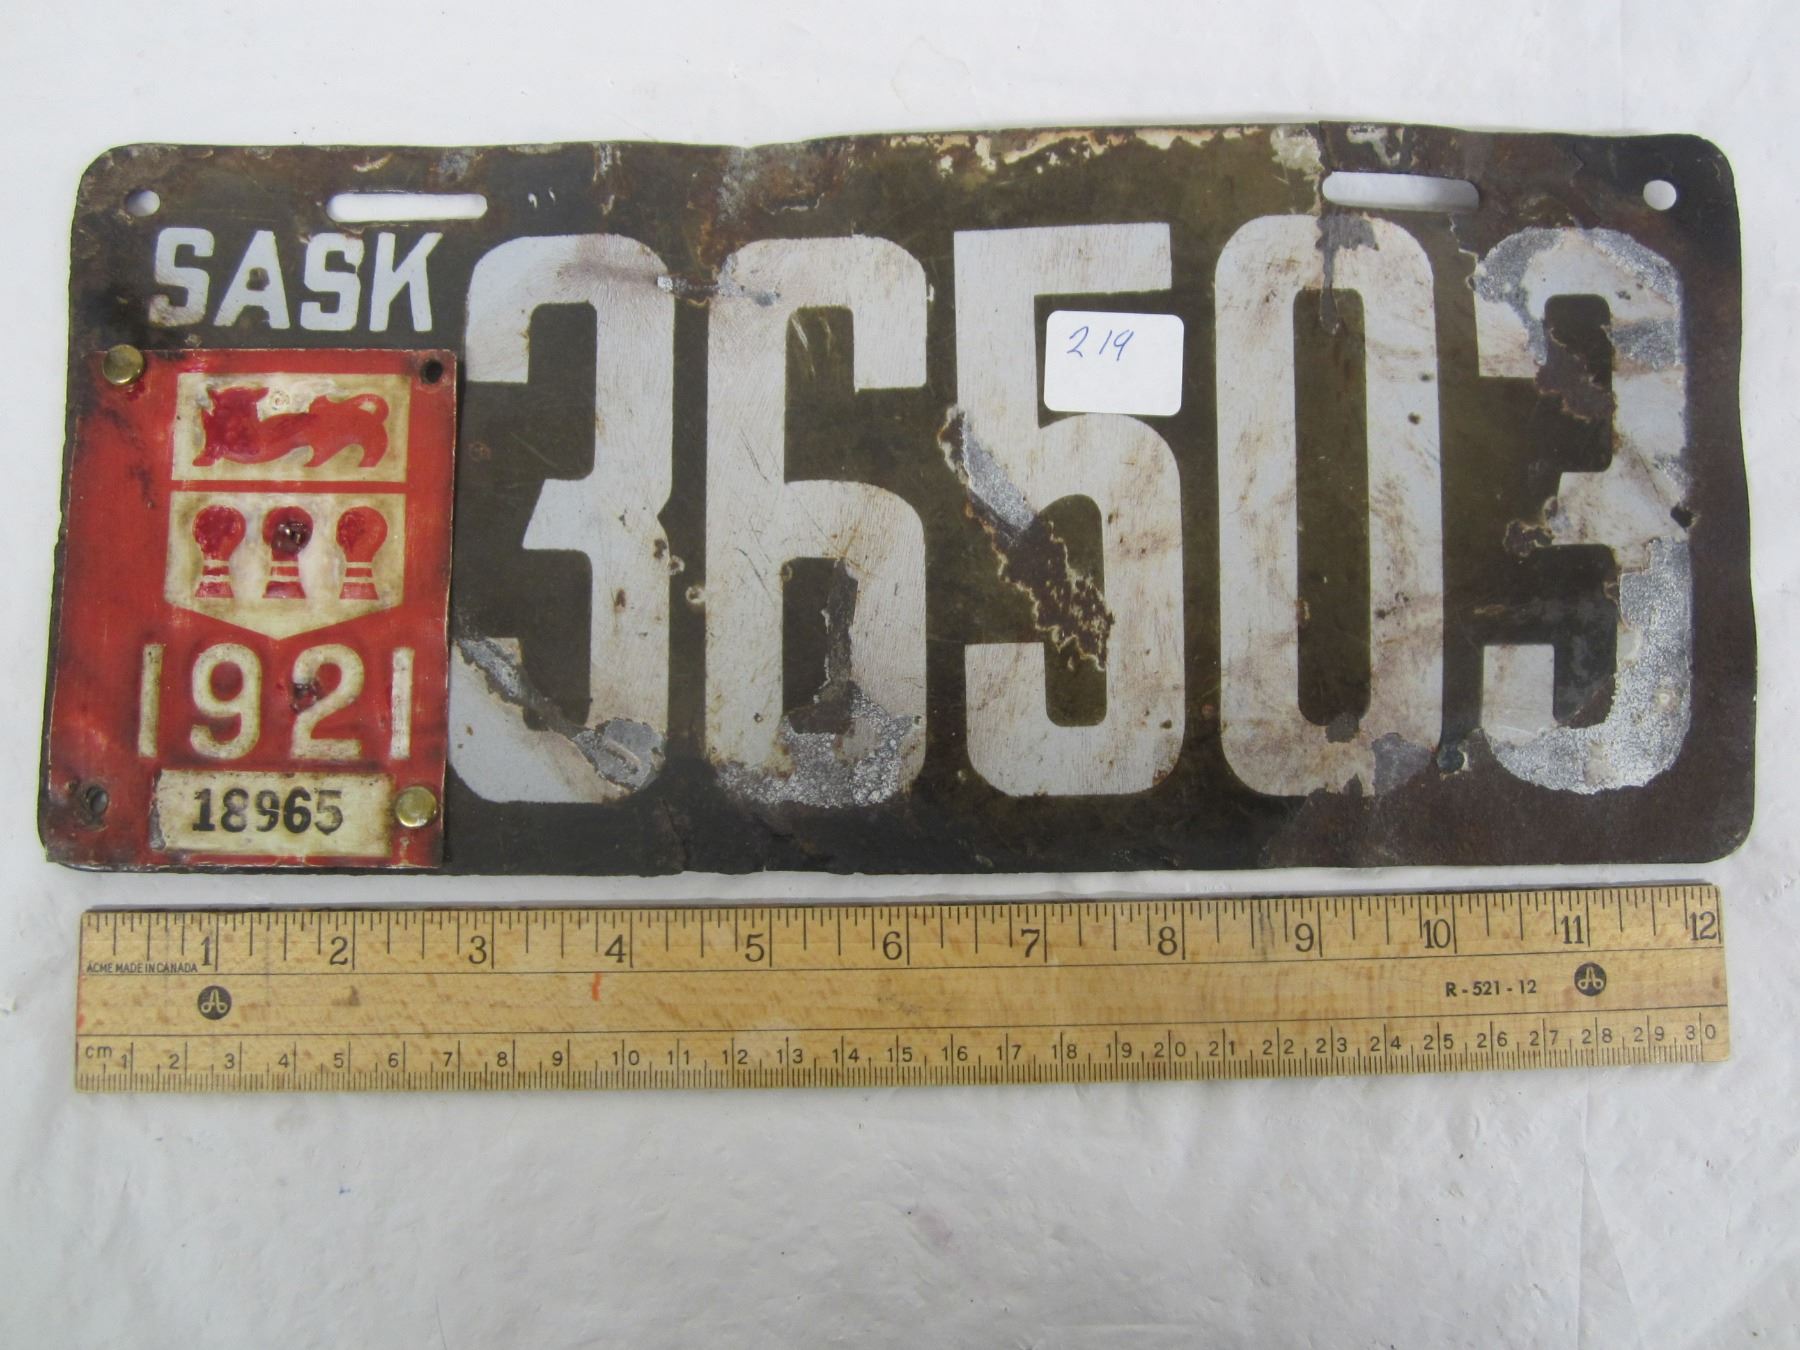 SASK 36503
219
1921
18965
1 2 3 4 5 6 7 8 9 10 11 12
ACME MADE IN CANADA
R-521-12
cm 1 2 3 4 5 6 7 8 9 10 11 12 13 14 15 16 17 18 19 20 21 22 23 24 25 26 27 28 29 30